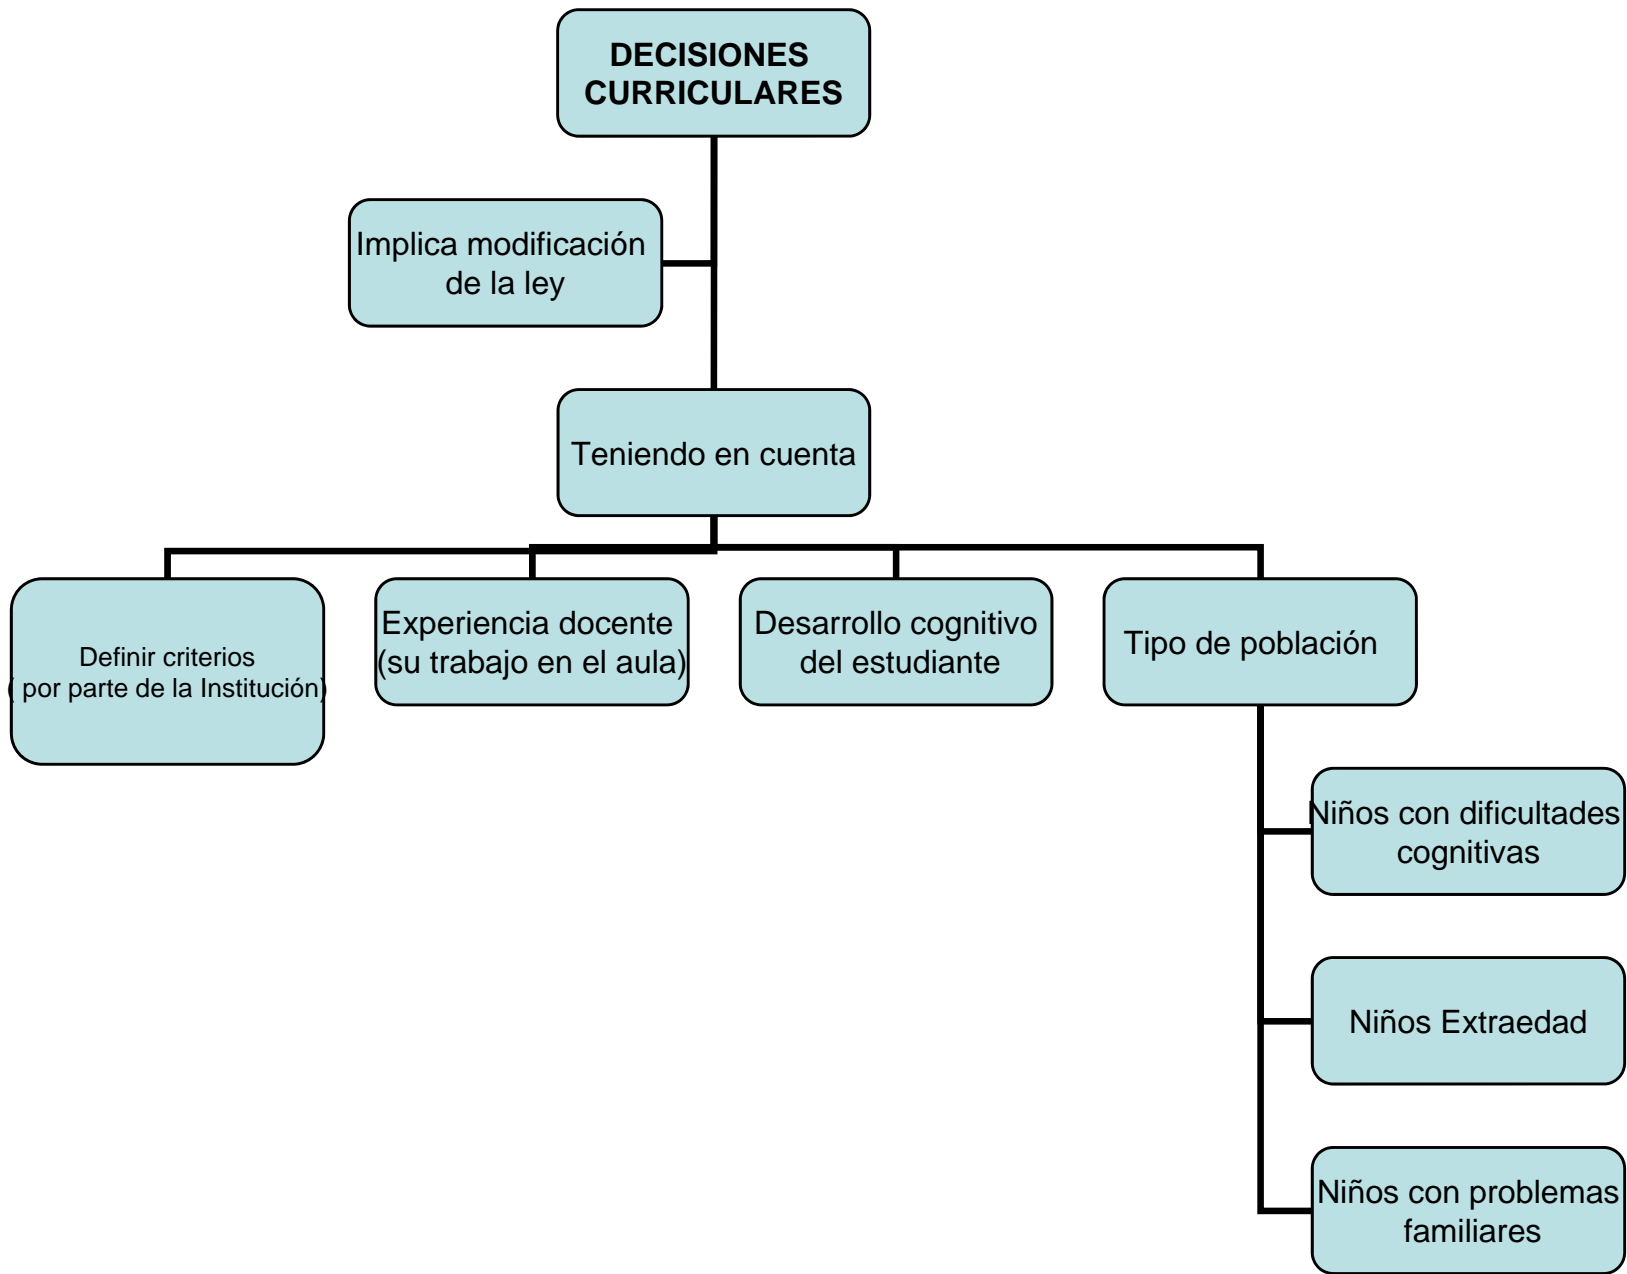 DECISIONES
CURRICULARES
Implica modificación
de la ley
Teniendo en cuenta
Definir criterios
( por parte de la Institución)
Experiencia docente
(su trabajo en el aula)
Desarrollo cognitivo
del estudiante
Tipo de población
Niños con dificultades
cognitivas
Niños Extraedad
Niños con problemas
familiares